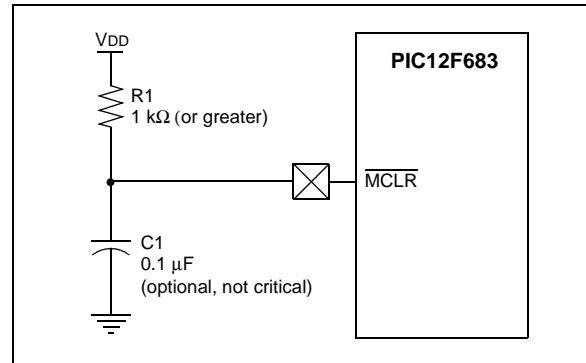 VDD
R1
1 kΩ (or greater)
C1
0.1 μF
(optional, not critical)
PIC12F683
MCLR